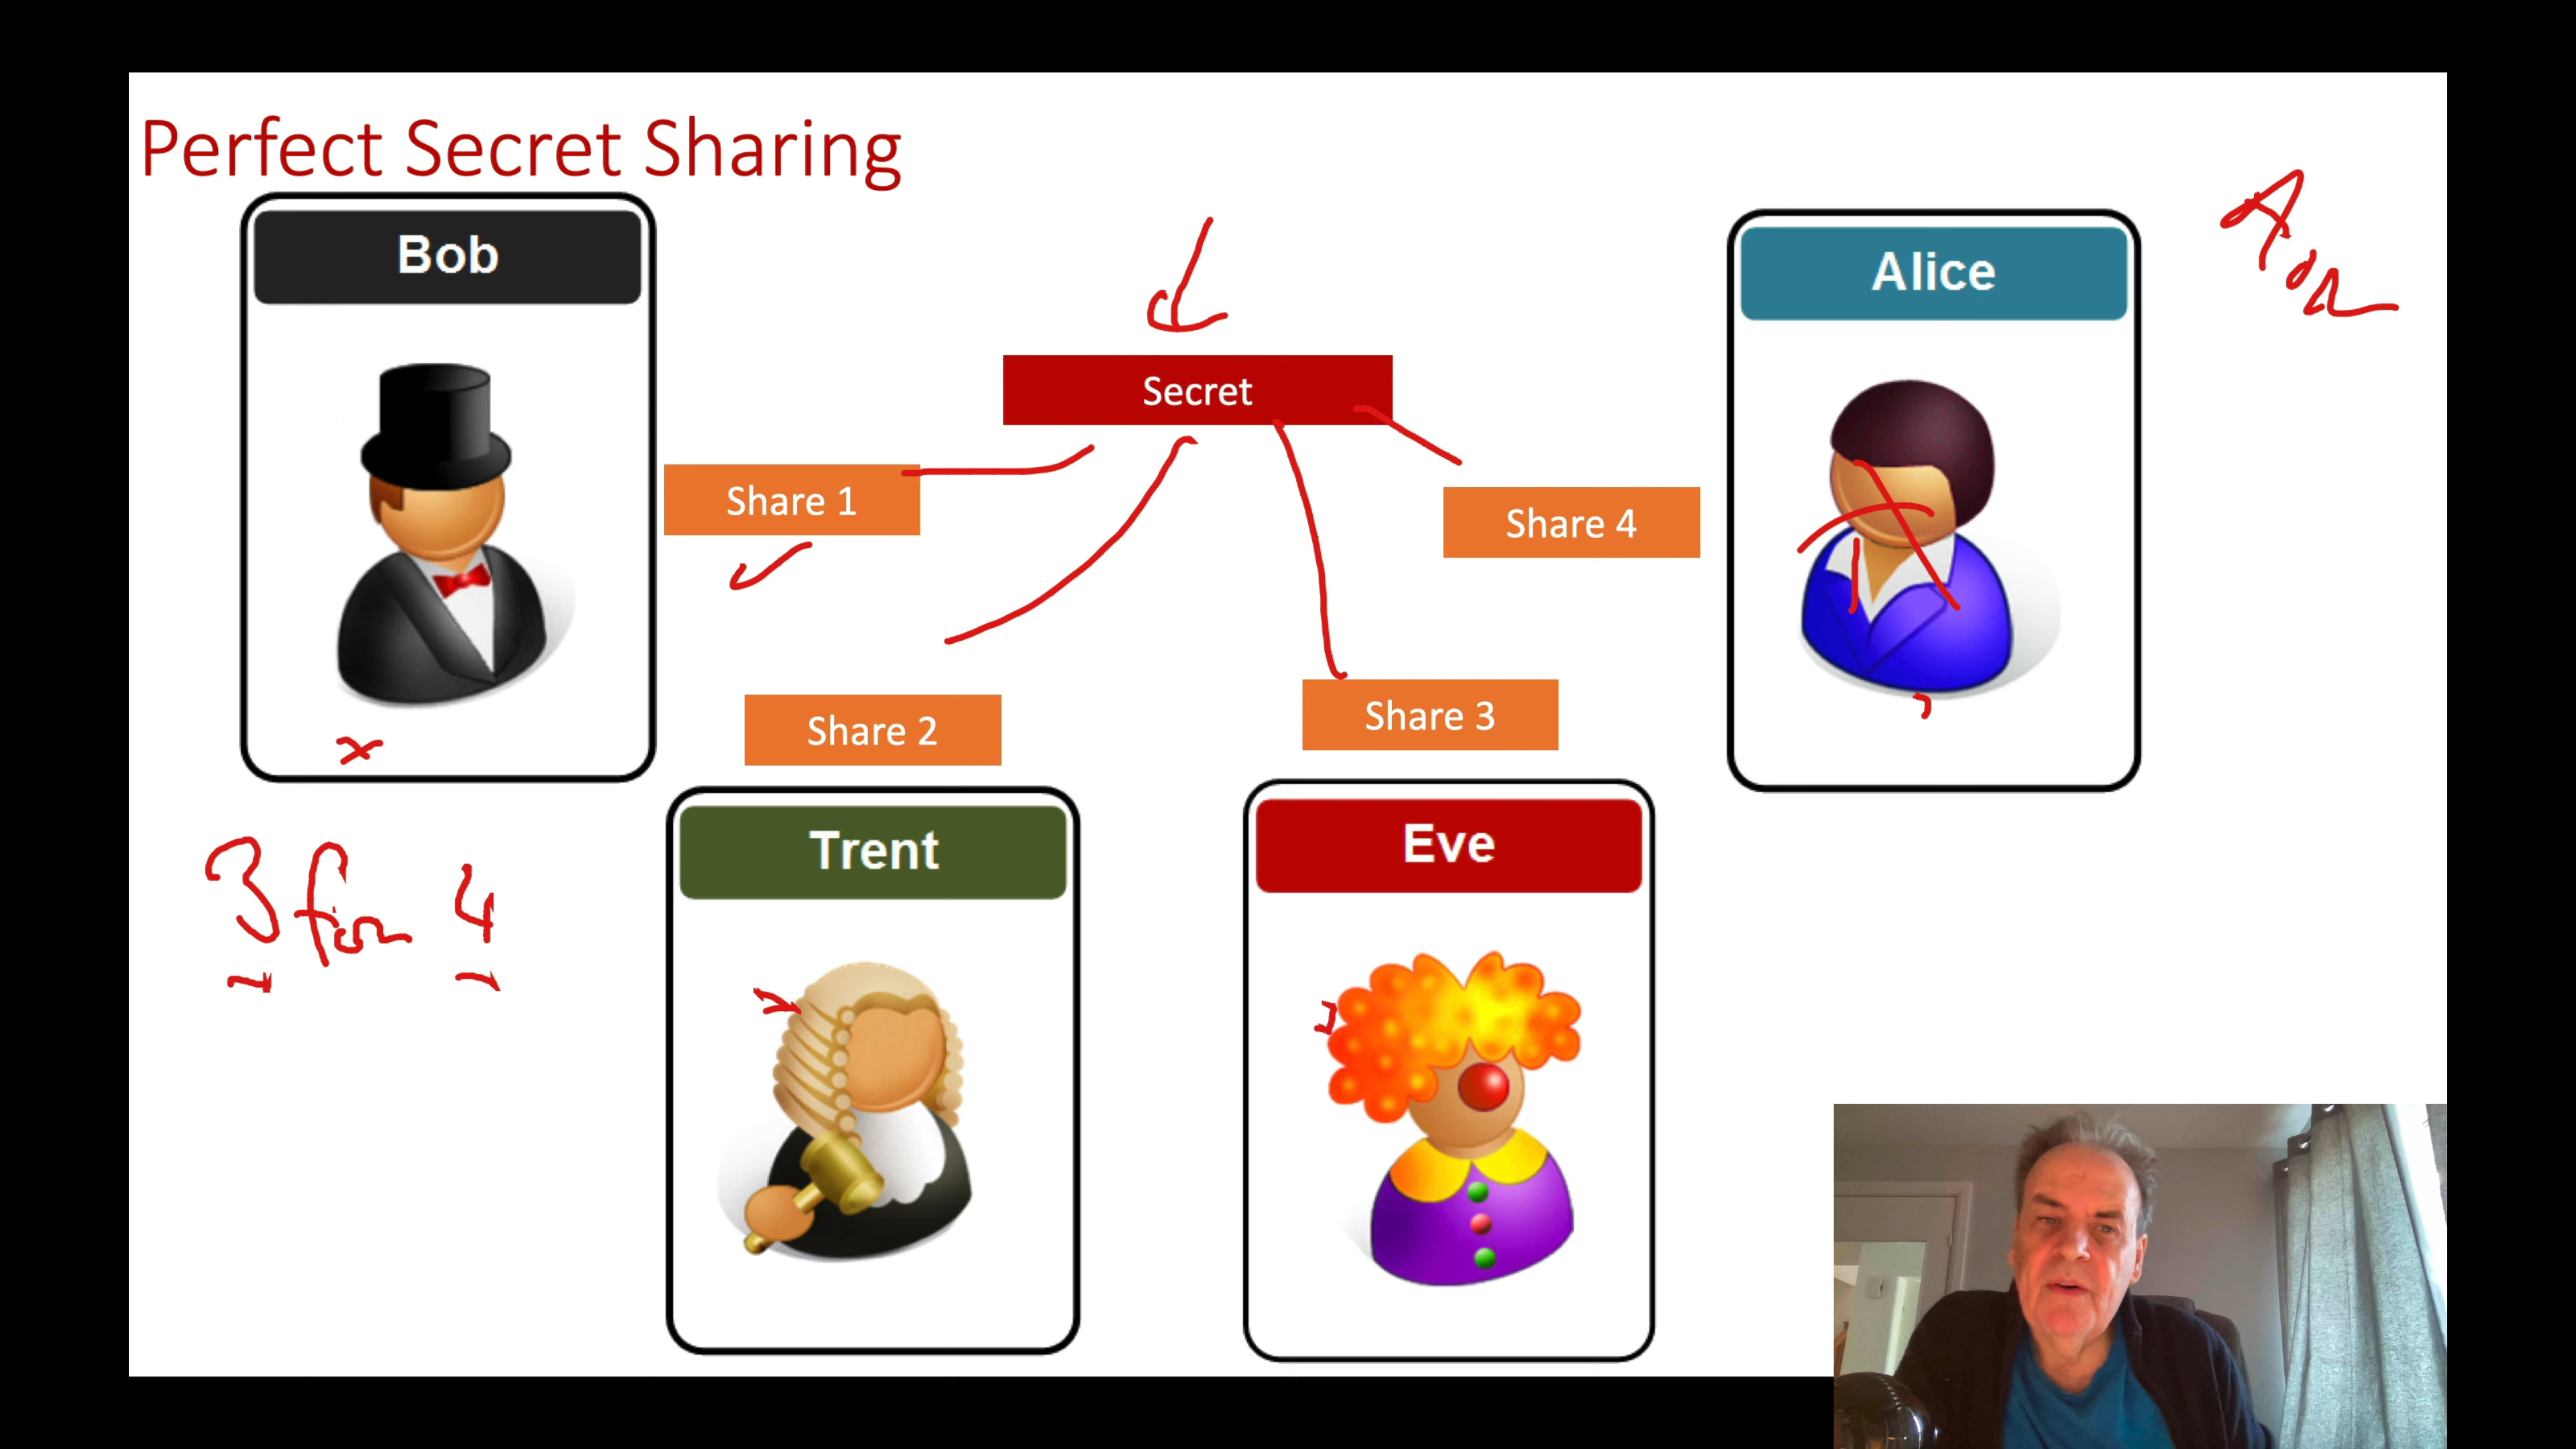 Perfect Secret Sharing
Bob
Alice
Secret
Share 1
Share 4
Share 2
Share 3
Trent
Eve
3 for 4